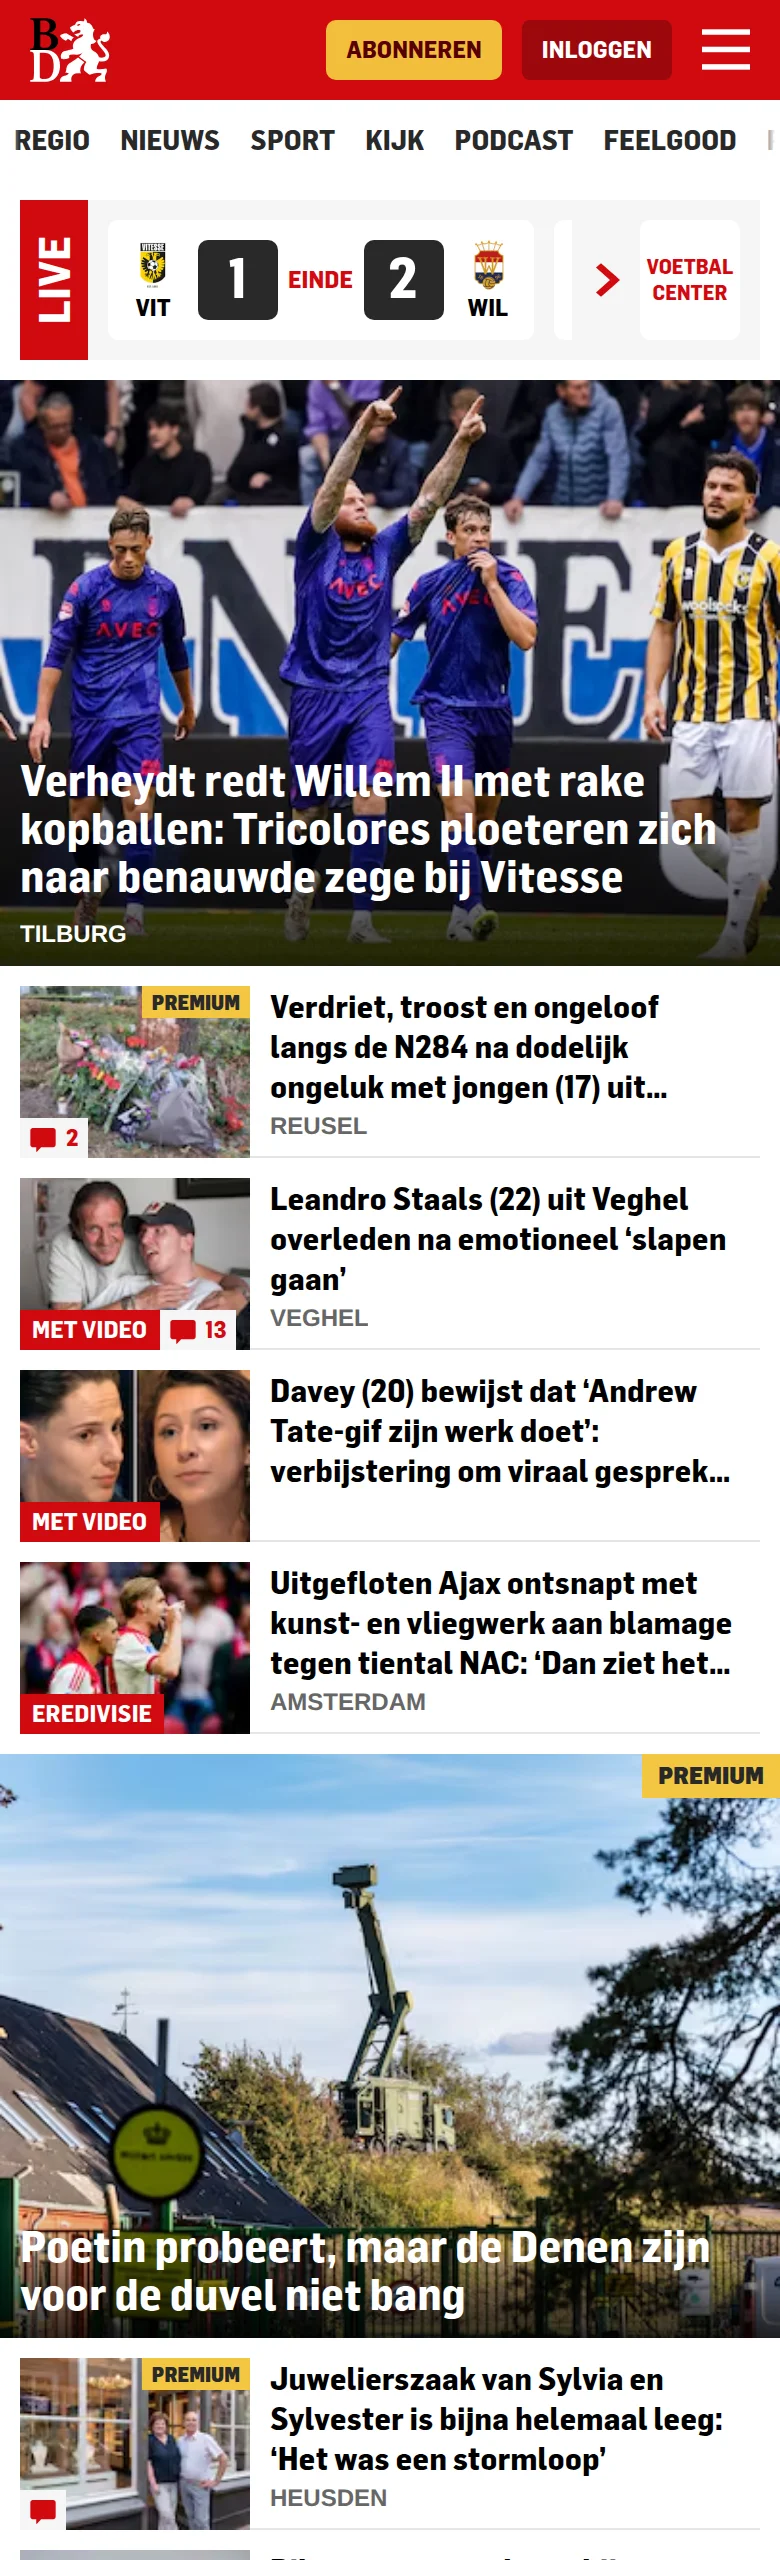 BD
ABONNEREN
INLOGGEN
REGIO NIEUWS SPORT KIJK PODCAST FEELGOOD
LIVE
VITESSE
VIT
1
EINDE
2
WIL
VOETBAL
CENTER
AVEC
AVEC
AVEC
woolsocks
Verheydt redt Willem II met rake
kopballen: Tricolores ploeteren zich
naar benauwde zege bij Vitesse
TILBURG
PREMIUM
2
Verdriet, troost en ongeloof
langs de N284 na dodelijk
ongeluk met jongen (17) uit...
REUSEL
MET VIDEO
13
Leandro Staals (22) uit Veghel
overleden na emotioneel ‘slapen
gaan’
VEGHEL
MET VIDEO
Davey (20) bewijst dat ‘Andrew
Tate-gif zijn werk doet’:
verbijstering om viraal gesprek...
EREDIVISIE
Uitgefloten Ajax ontsnapt met
kunst- en vliegwerk aan blamage
tegen tiental NAC: ‘Dan ziet het...
AMSTERDAM
PREMIUM
Poetin probeert, maar de Denen zijn
voor de duvel niet bang
PREMIUM
Juwelierszaak van Sylvia en
Sylvester is bijna helemaal leeg:
‘Het was een stormloop’
HEUSDEN